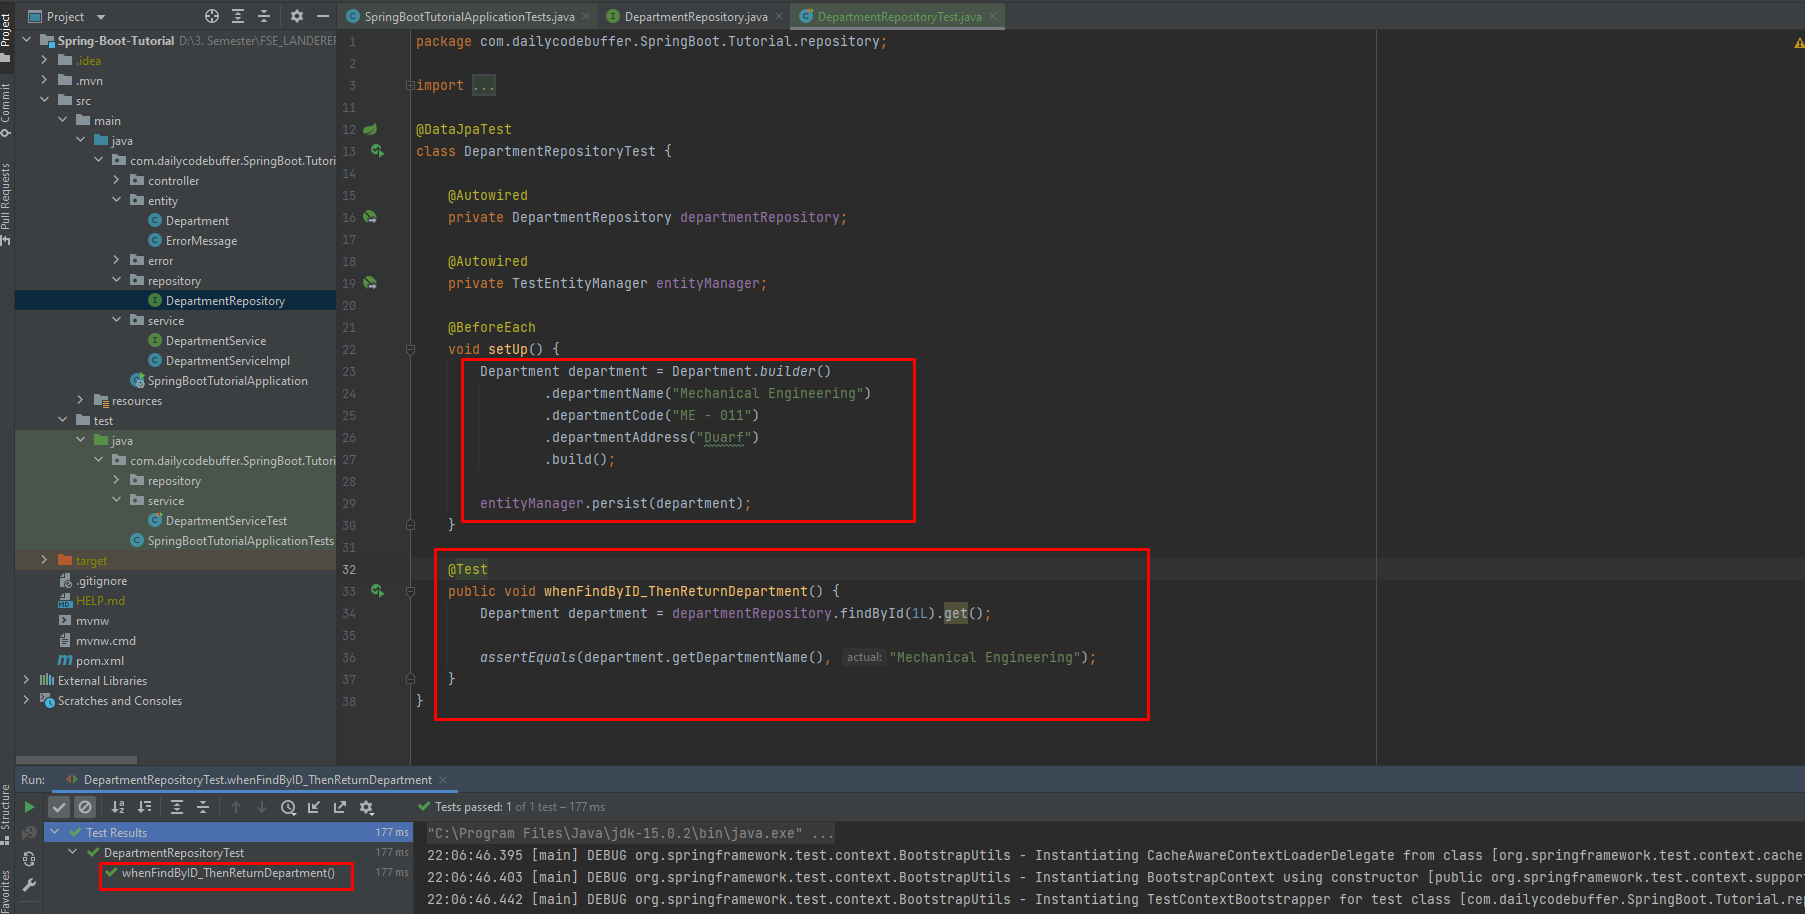 Project
SpringBootTutorialApplicationTests.java
DepartmentRepository.java
DepartmentRepositoryTest.java
Project
Commit
Pull Requests
Structure
Favorites
Spring-Boot-Tutorial D:\3. Semester\FSE_LANDERER
.idea
.mvn
src
main
java
com.dailycodebuffer.SpringBoot.Tutori
controller
entity
Department
ErrorMessage
error
repository
DepartmentRepository
service
DepartmentService
DepartmentServiceImpl
SpringBootTutorialApplication
resources
test
java
com.dailycodebuffer.SpringBoot.Tutori
repository
service
DepartmentServiceTest
SpringBootTutorialApplicationTests
target
.gitignore
HELP.md
mvnw
mvnw.cmd
pom.xml
External Libraries
Scratches and Consoles
1 package com.dailycodebuffer.SpringBoot.Tutorial.repository;
2
3 import ...
11
12 @DataJpaTest
13 class DepartmentRepositoryTest {
14
15 @Autowired
16 private DepartmentRepository departmentRepository;
17
18 @Autowired
19 private TestEntityManager entityManager;
20
21 @BeforeEach
22 void setUp() {
23 Department department = Department.builder()
24 .departmentName("Mechanical Engineering")
25 .departmentCode("ME - 011")
26 .departmentAddress("Duarf")
27 .build();
28
29 entityManager.persist(department);
30 }
31
32 @Test
33 public void whenFindByID_ThenReturnDepartment() {
34 Department department = departmentRepository.findById(1L).get();
35
36 assertEquals(department.getDepartmentName(), actual: "Mechanical Engineering");
37 }
38 }
Run: DepartmentRepositoryTest.whenFindByID_ThenReturnDepartment
Tests passed: 1 of 1 test – 177 ms
Test Results 177 ms
DepartmentRepositoryTest 177 ms
whenFindByID_ThenReturnDepartment() 177 ms
"C:\Program Files\Java\jdk-15.0.2\bin\java.exe" ...
22:06:46.395 [main] DEBUG org.springframework.test.context.BootstrapUtils - Instantiating CacheAwareContextLoaderDelegate from class [org.springframework.test.context.cache
22:06:46.403 [main] DEBUG org.springframework.test.context.BootstrapUtils - Instantiating BootstrapContext using constructor [public org.springframework.test.context.suppor
22:06:46.442 [main] DEBUG org.springframework.test.context.BootstrapUtils - Instantiating TestContextBootstrapper for test class [com.dailycodebuffer.SpringBoot.Tutorial.rep